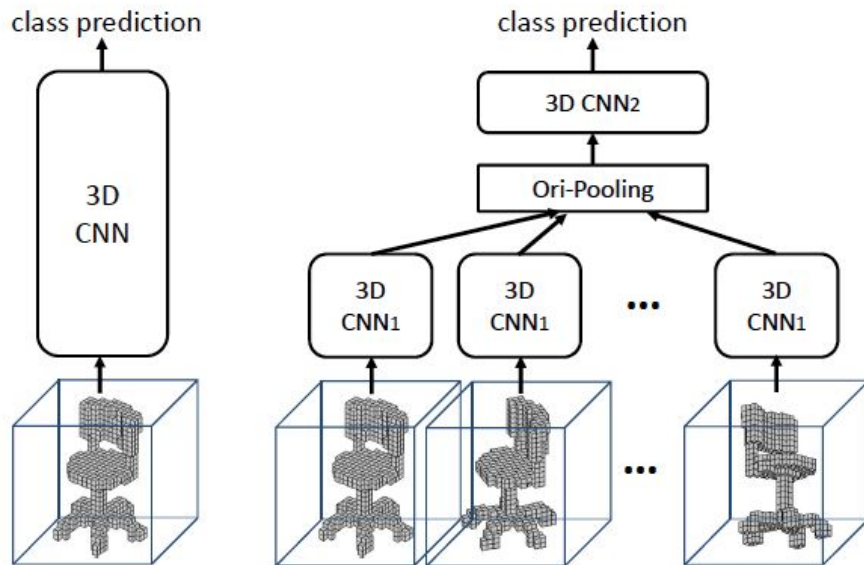 class prediction
3D
CNN
class prediction
3D CNN2
Ori-Pooling
3D
CNN1
3D
CNN1
...
3D
CNN1
...